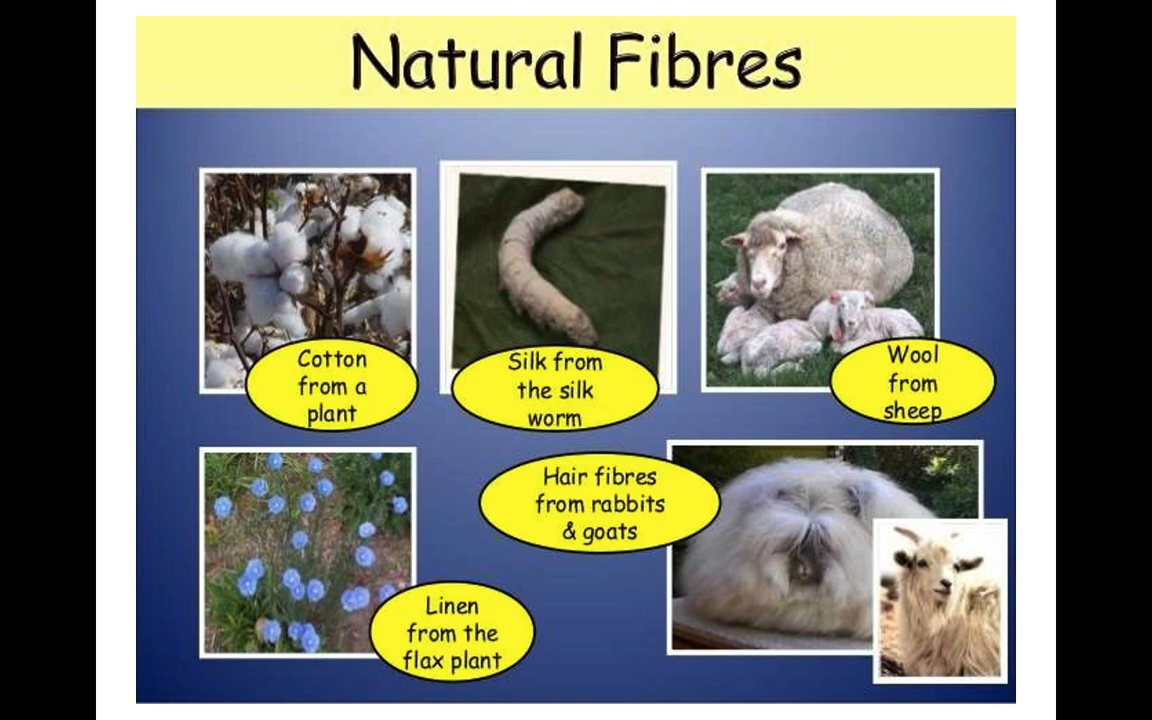 Natural Fibres
Cotton
from a
plant
Silk from
the silk
worm
Wool
from
sheep
Hair fibres
from rabbits
& goats
Linen
from the
flax plant